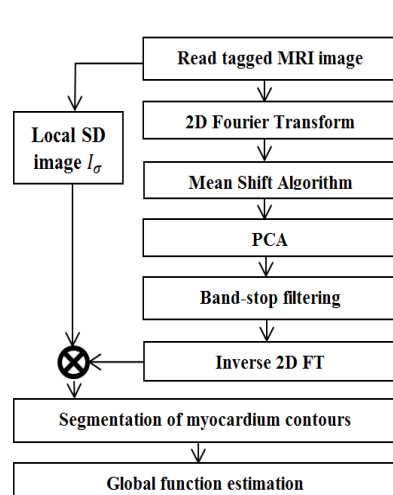 Read tagged MRI image
Local SD
image I_σ
2D Fourier Transform
Mean Shift Algorithm
PCA
Band-stop filtering
Inverse 2D FT
Segmentation of myocardium contours
Global function estimation